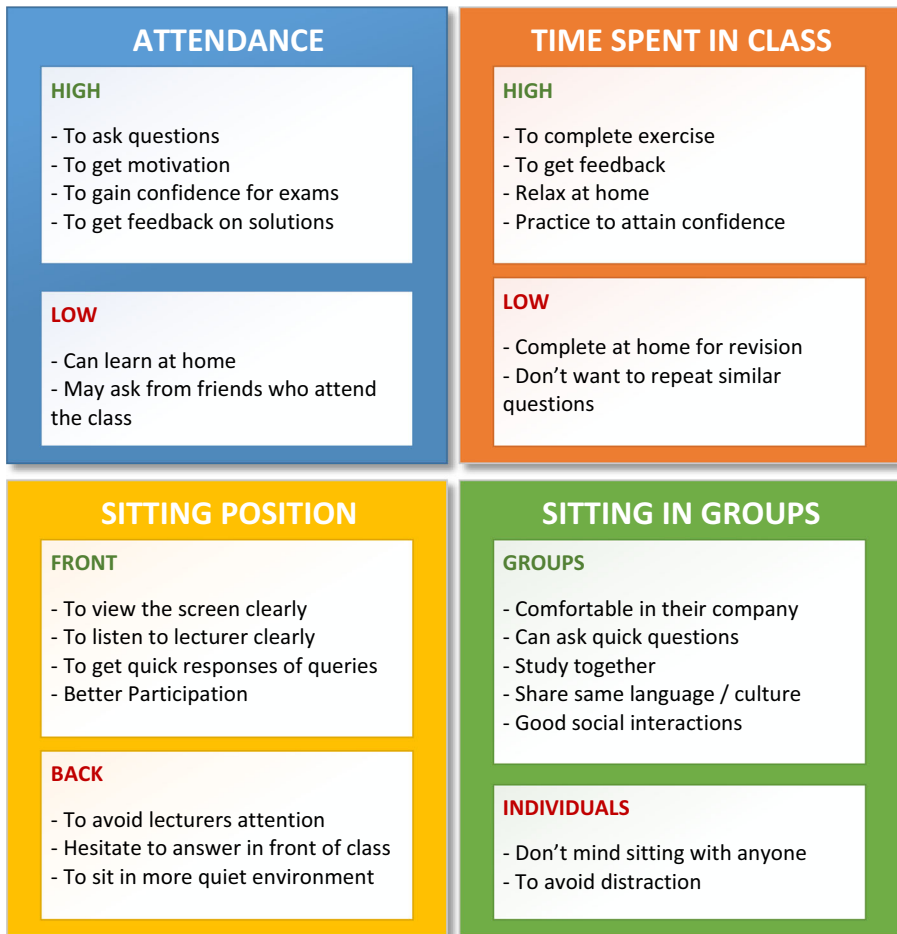 ATTENDANCE
HIGH
- To ask questions
- To get motivation
- To gain confidence for exams
- To get feedback on solutions
LOW
- Can learn at home
- May ask from friends who attend
the class
TIME SPENT IN CLASS
HIGH
- To complete exercise
- To get feedback
- Relax at home
- Practice to attain confidence
LOW
- Complete at home for revision
- Don’t want to repeat similar
questions
SITTING POSITION
FRONT
- To view the screen clearly
- To listen to lecturer clearly
- To get quick responses of queries
- Better Participation
BACK
- To avoid lecturers attention
- Hesitate to answer in front of class
- To sit in more quiet environment
SITTING IN GROUPS
GROUPS
- Comfortable in their company
- Can ask quick questions
- Study together
- Share same language / culture
- Good social interactions
INDIVIDUALS
- Don’t mind sitting with anyone
- To avoid distraction